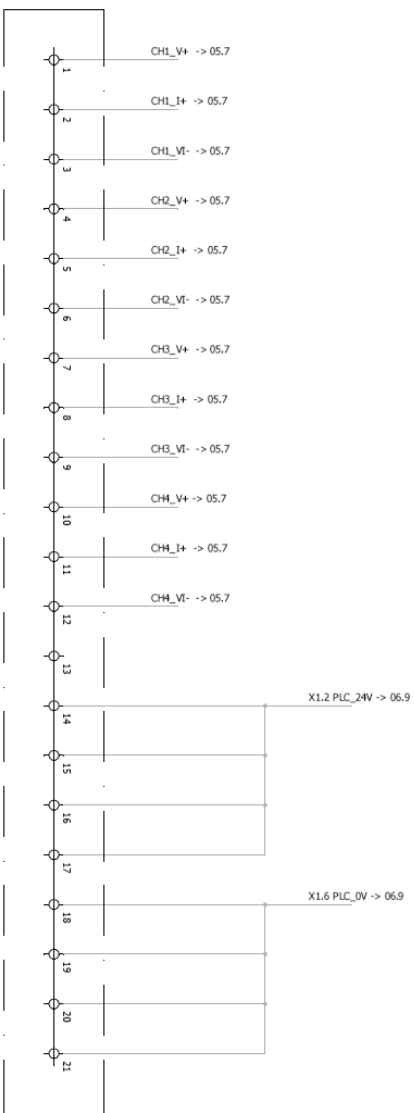 CH1_V+ -> 05.7
1
CH1_I+ -> 05.7
2
CH1_VI- -> 05.7
3
CH2_V+ -> 05.7
4
CH2_I+ -> 05.7
5
CH2_VI- -> 05.7
6
CH3_V+ -> 05.7
7
CH3_I+ -> 05.7
8
CH3_VI- -> 05.7
9
CH4_V+ -> 05.7
10
CH4_I+ -> 05.7
11
CH4_VI- -> 05.7
12
13
X1.2 PLC_24V -> 06.9
14
15
16
17
X1.6 PLC_0V -> 06.9
18
19
20
21